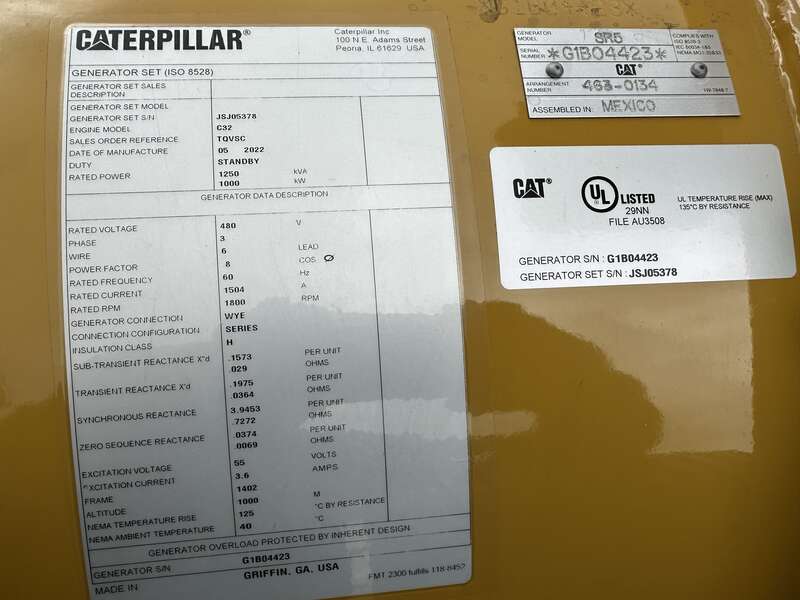 CATERPILLAR®
Caterpillar Inc
100 N.E. Adams Street
Peoria, IL 61629 USA
GENERATOR SET (ISO 8528)
GENERATOR SET SALES DESCRIPTION
GENERATOR SET MODEL
GENERATOR SET S/N JSJ05378
ENGINE MODEL C32
SALES ORDER REFERENCE TQVSC
DATE OF MANUFACTURE 05 2022
DUTY STANDBY
RATED POWER 1250 kVA
1000 kW
GENERATOR DATA DESCRIPTION
RATED VOLTAGE 480 V
PHASE 3
WIRE 6 LEAD
POWER FACTOR 8 COS Ø
RATED FREQUENCY 60 Hz
RATED CURRENT 1504 A
RATED RPM 1800 RPM
GENERATOR CONNECTION WYE
CONNECTION CONFIGURATION SERIES
INSULATION CLASS H
SUB-TRANSIENT REACTANCE X"d .1573 PER UNIT
.029 OHMS
TRANSIENT REACTANCE X'd .1975 PER UNIT
.0364 OHMS
SYNCHRONOUS REACTANCE 3.9453 PER UNIT
.7272 OHMS
ZERO SEQUENCE REACTANCE .0374 PER UNIT
.0069 OHMS
EXCITATION VOLTAGE 55 VOLTS
EXCITATION CURRENT 3.6 AMPS
FRAME 1402
ALTITUDE 1000 M
NEMA TEMPERATURE RISE 125 °C BY RESISTANCE
NEMA AMBIENT TEMPERATURE 40 °C
GENERATOR OVERLOAD PROTECTED BY INHERENT DESIGN
GENERATOR S/N G1B04423
MADE IN GRIFFIN, GA. USA
FMT 2300 fulfills 118-8452
GENERATOR MODEL SR5
COMPLIES WITH
SERIAL NUMBER *G1B04423*
CAT®
ARRANGEMENT NUMBER 463-0134
ASSEMBLED IN: MEXICO
CAT®
UL LISTED
29NN
FILE AU3508
UL TEMPERATURE RISE (MAX)
135°C BY RESISTANCE
GENERATOR S/N: G1B04423
GENERATOR SET S/N: JSJ05378